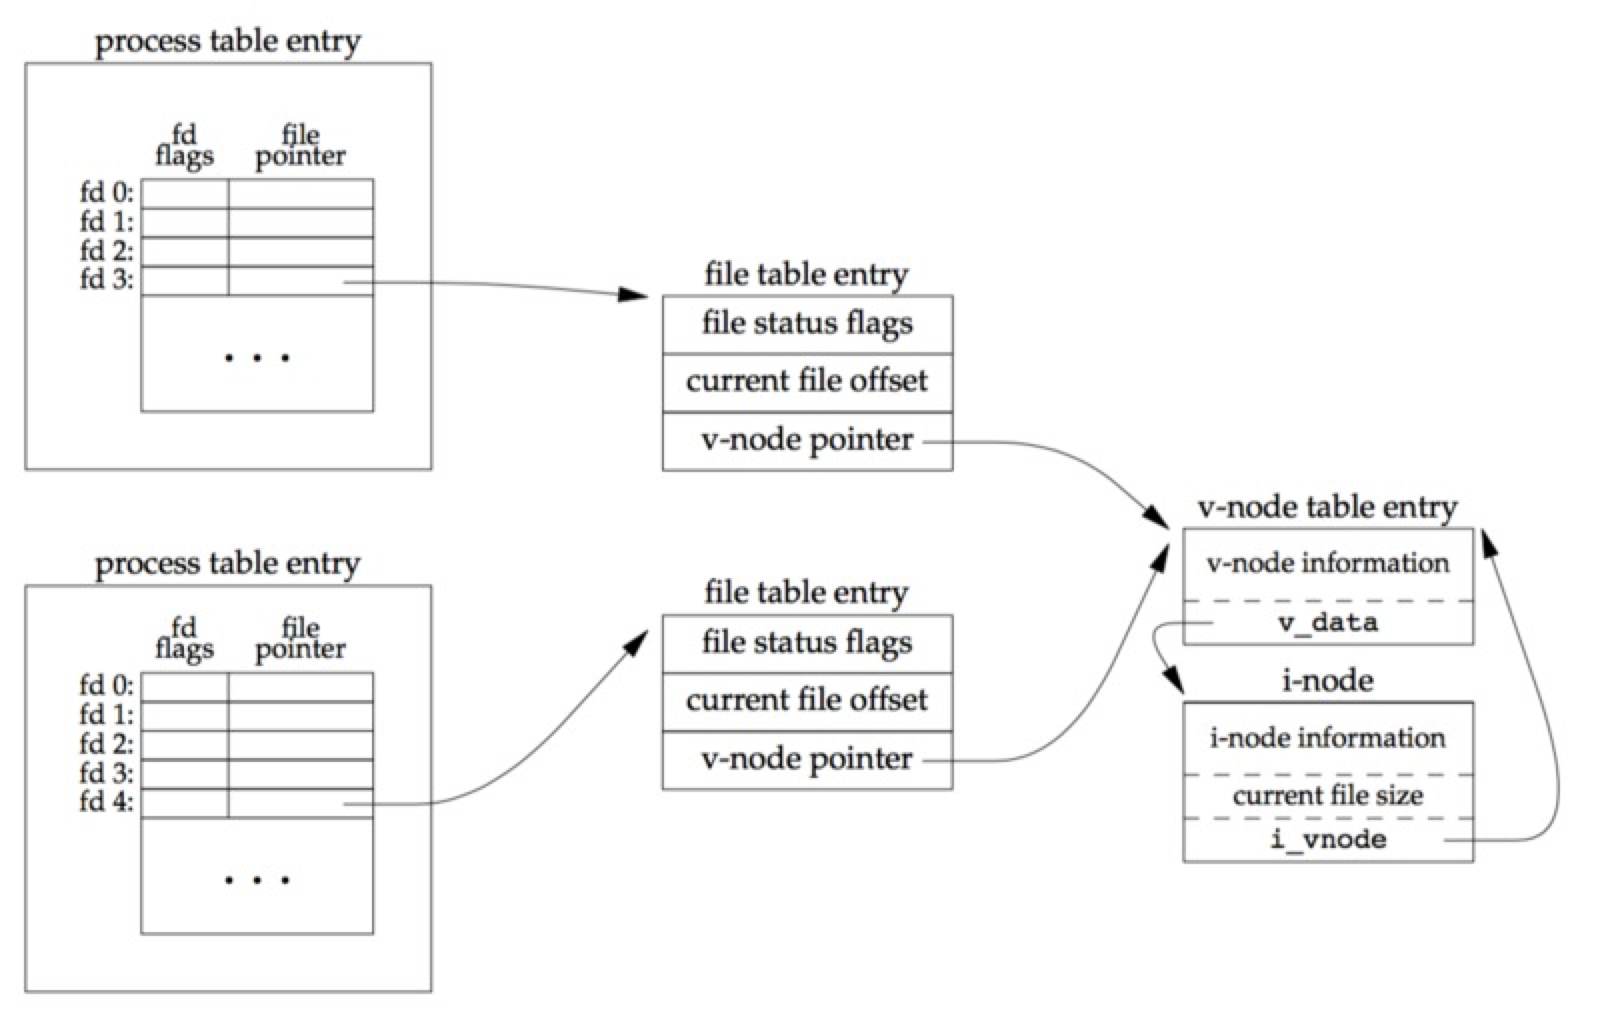 process table entry
fd flags
file pointer
fd 0:
fd 1:
fd 2:
fd 3:
. . .
file table entry
file status flags
current file offset
v-node pointer
process table entry
fd flags
file pointer
fd 0:
fd 1:
fd 2:
fd 3:
fd 4:
. . .
file table entry
file status flags
current file offset
v-node pointer
v-node table entry
v-node information
v_data
i-node
i-node information
current file size
i_vnode